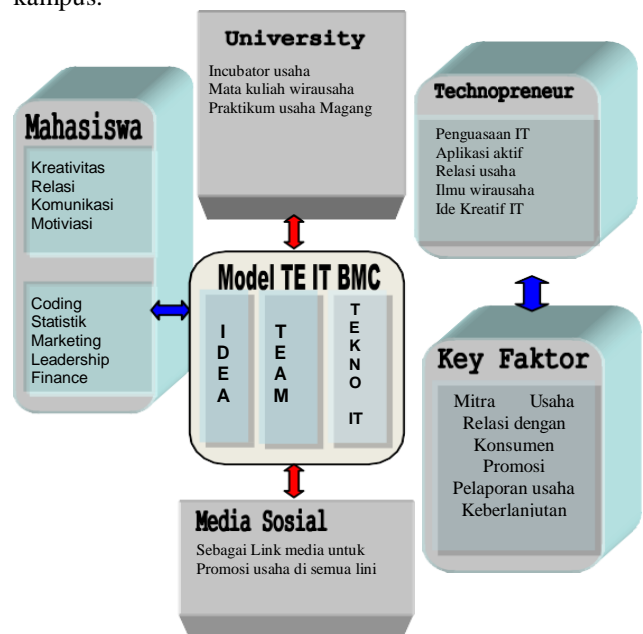 kampus.
University
Incubator usaha
Mata kuliah wirausaha
Praktikum usaha Magang
Mahasiswa
Kreativitas
Relasi
Komunikasi
Motiviasi
Coding
Statistik
Marketing
Leadership
Finance
Model TE IT BMC
IDEA
TEAM
TEKNO IT
Media Sosial
Sebagai Link media untuk
Promosi usaha di semua lini
Technopreneur
Penguasaan IT
Aplikasi aktif
Relasi usaha
Ilmu wirausaha
Ide Kreatif IT
Key Faktor
Mitra Usaha
Relasi dengan
Konsumen
Promosi
Pelaporan usaha
Keberlanjutan